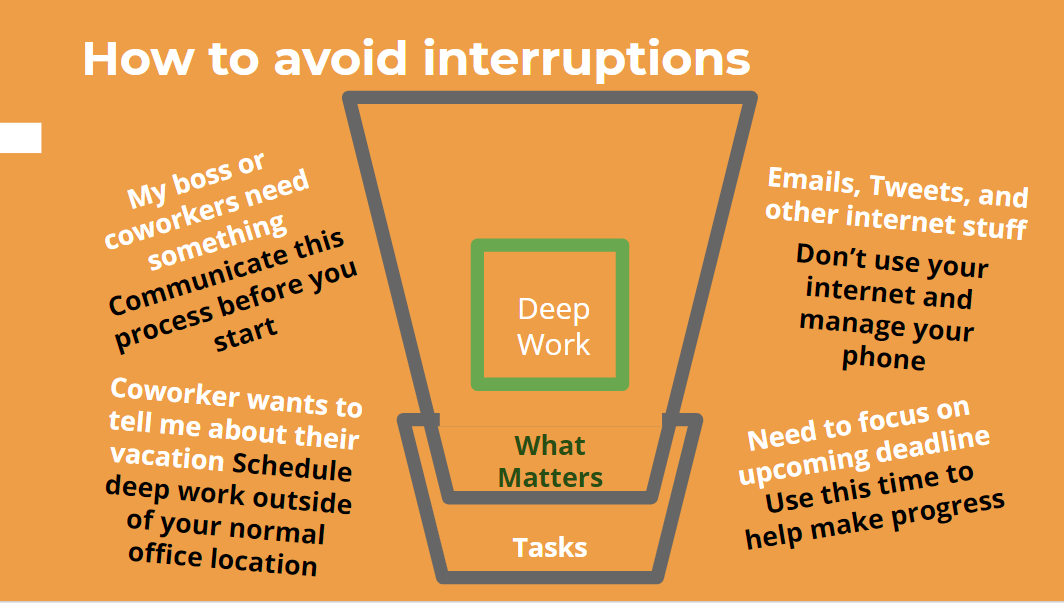 How to avoid interruptions
My boss or
coworkers need
something
Communicate this
process before you
start
Coworker wants to
tell me about their
vacation Schedule
deep work outside
of your normal
office location
Deep
Work
What
Matters
Tasks
Emails, Tweets, and
other internet stuff
Don’t use your
internet and
manage your
phone
Need to focus on
upcoming deadline
Use this time to
help make progress